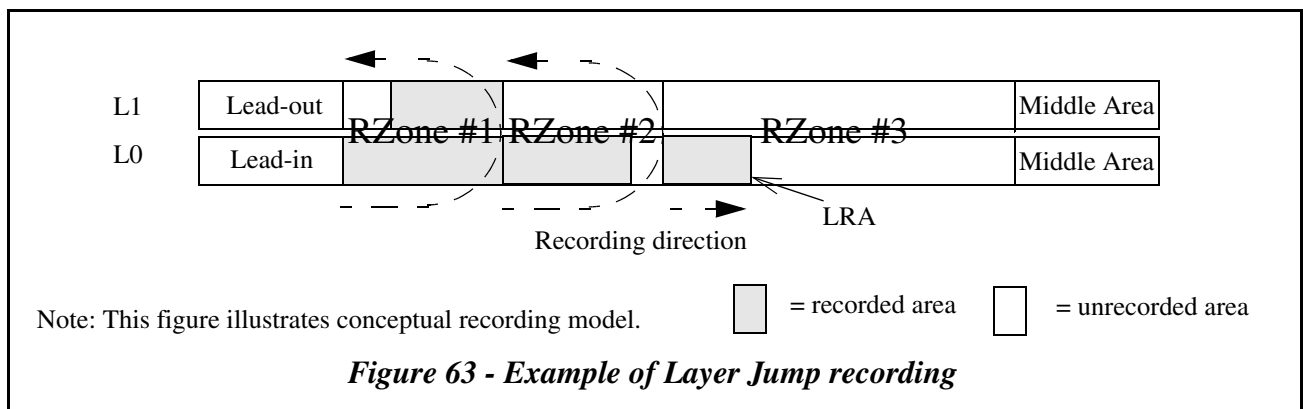 L1 Lead-out Middle Area
RZone #1 RZone #2 RZone #3
L0 Lead-in Middle Area
LRA
Recording direction
= recorded area = unrecorded area
Note: This figure illustrates conceptual recording model.
Figure 63 - Example of Layer Jump recording